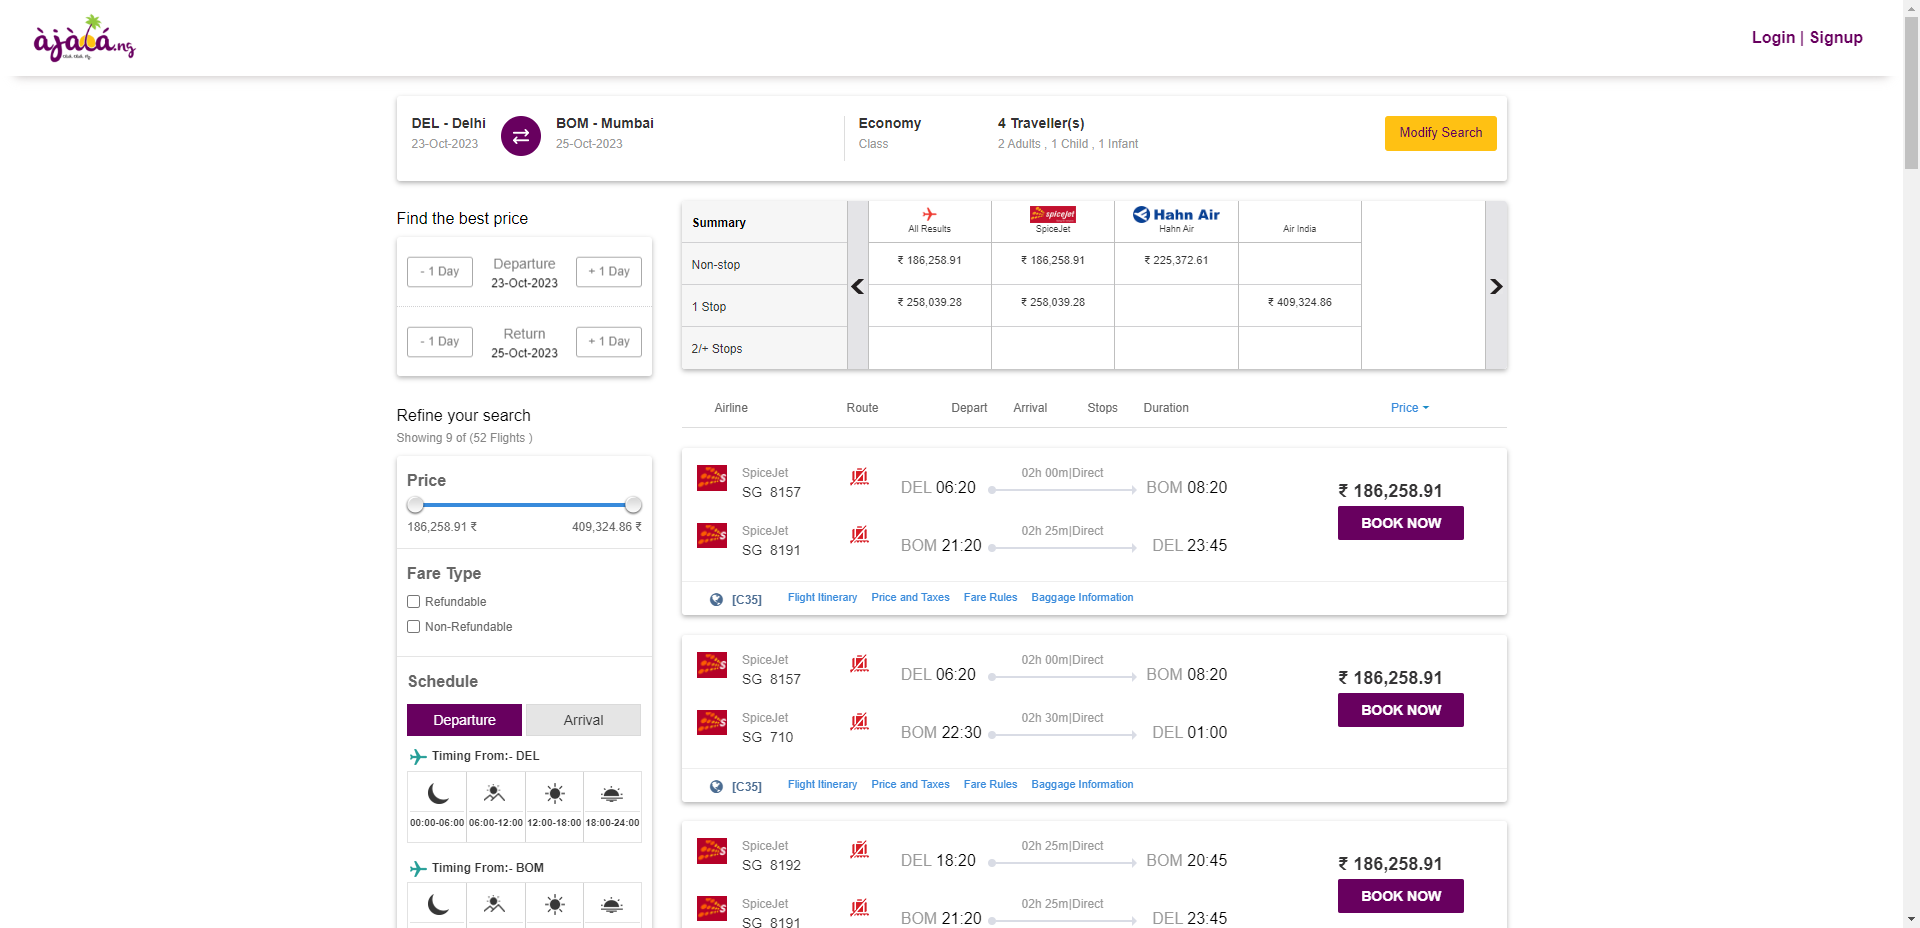 àjàlá.ng
Login | Signup
DEL - Delhi
23-Oct-2023
BOM - Mumbai
25-Oct-2023
Economy
Class
4 Traveller(s)
2 Adults , 1 Child , 1 Infant
Modify Search
Find the best price
- 1 Day
Departure
23-Oct-2023
+ 1 Day
- 1 Day
Return
25-Oct-2023
+ 1 Day
Refine your search
Showing 9 of (52 Flights )
Price
186,258.91 ₹
409,324.86 ₹
Fare Type
Refundable
Non-Refundable
Schedule
Departure
Arrival
Timing From:- DEL
00:00-06:00 06:00-12:00 12:00-18:00 18:00-24:00
Timing From:- BOM
Summary
All Results
spicejet
SpiceJet
Hahn Air
Hahn Air
Air India
Non-stop
₹ 186,258.91
₹ 186,258.91
₹ 225,372.61
1 Stop
₹ 258,039.28
₹ 258,039.28
₹ 409,324.86
2/+ Stops
Airline Route Depart Arrival Stops Duration Price
SpiceJet
SG 8157
DEL 06:20
02h 00m|Direct
BOM 08:20
SpiceJet
SG 8191
BOM 21:20
02h 25m|Direct
DEL 23:45
₹ 186,258.91
BOOK NOW
[C35] Flight Itinerary Price and Taxes Fare Rules Baggage Information
SpiceJet
SG 8157
DEL 06:20
02h 00m|Direct
BOM 08:20
SpiceJet
SG 710
BOM 22:30
02h 30m|Direct
DEL 01:00
₹ 186,258.91
BOOK NOW
[C35] Flight Itinerary Price and Taxes Fare Rules Baggage Information
SpiceJet
SG 8192
DEL 18:20
02h 25m|Direct
BOM 20:45
SpiceJet
SG 8191
BOM 21:20
02h 25m|Direct
DEL 23:45
₹ 186,258.91
BOOK NOW